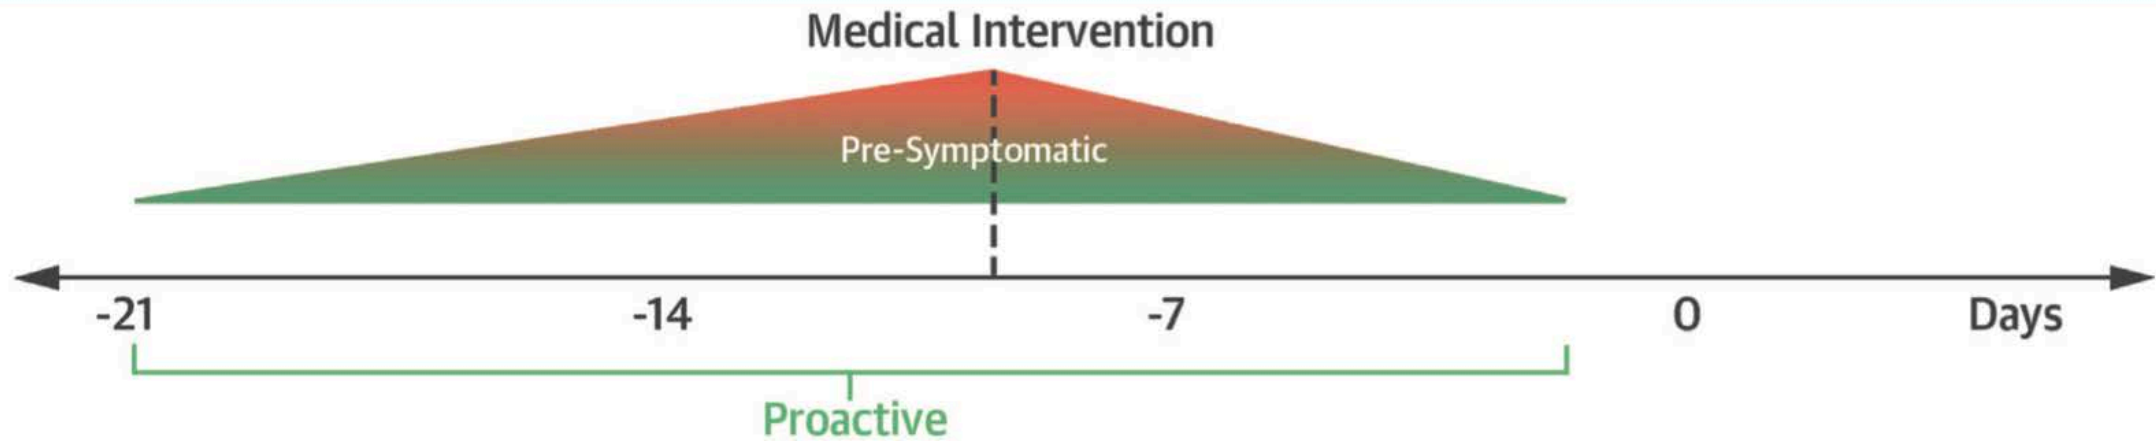 Medical Intervention
Pre-Symptomatic
-21 -14 -7 0 Days
Proactive